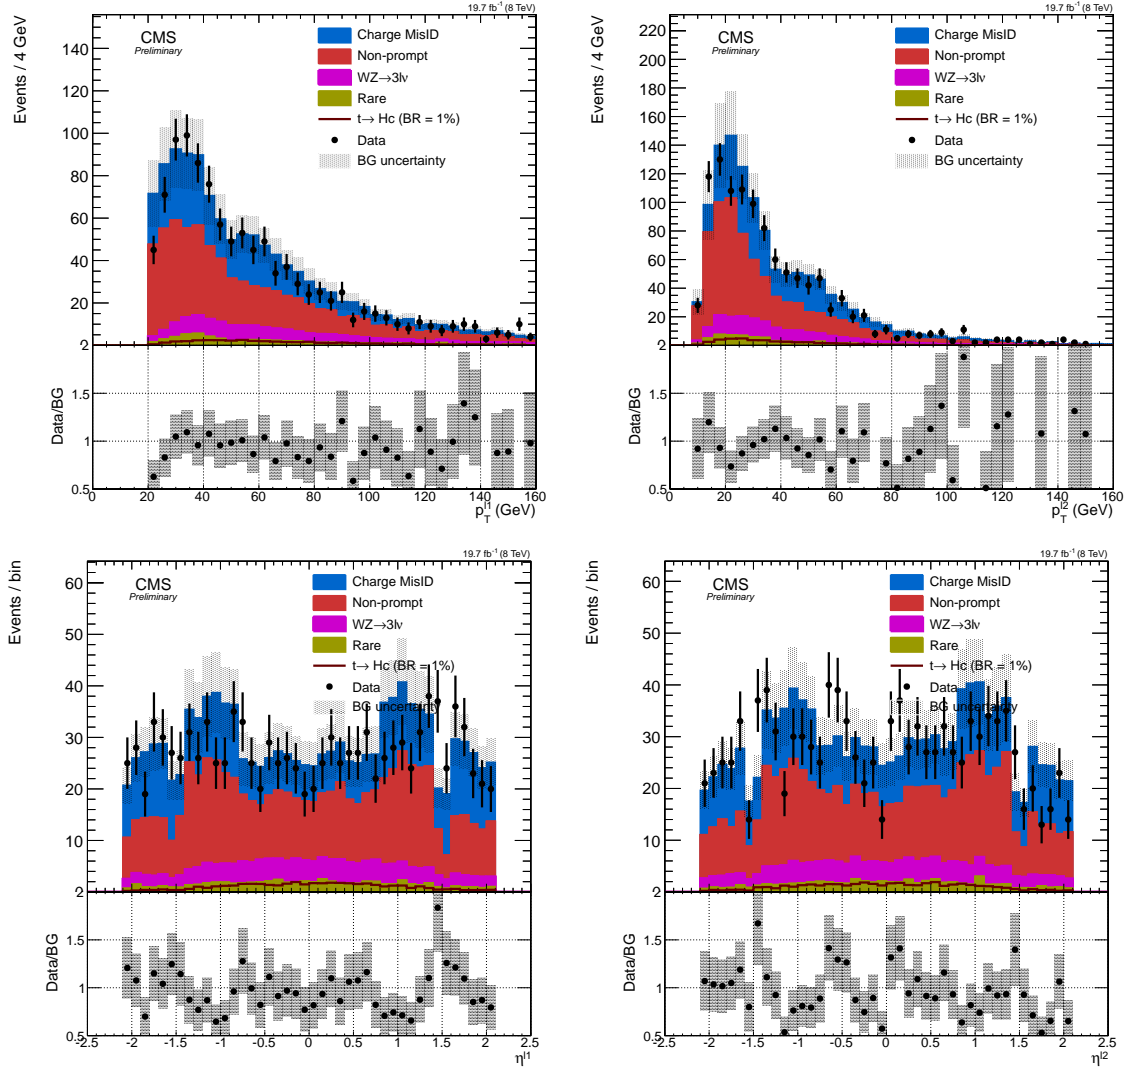 19.7 fb⁻¹ (8 TeV)
Events / 4 GeV
CMS
Preliminary
Charge MisID
Non-prompt
WZ→3lν
Rare
t→ Hc (BR = 1%)
Data
BG uncertainty
140
120
100
80
60
40
20
2
Data/BG
1.5
1
0.5
0 20 40 60 80 100 120 140 160
p_T^{l1} (GeV)
19.7 fb⁻¹ (8 TeV)
Events / 4 GeV
CMS
Preliminary
Charge MisID
Non-prompt
WZ→3lν
Rare
t→ Hc (BR = 1%)
Data
BG uncertainty
220
200
180
160
140
120
100
80
60
40
20
2
Data/BG
1.5
1
0.5
0 20 40 60 80 100 120 140 160
p_T^{l2} (GeV)
19.7 fb⁻¹ (8 TeV)
Events / bin
CMS
Preliminary
Charge MisID
Non-prompt
WZ→3lν
Rare
t→ Hc (BR = 1%)
Data
BG uncertainty
60
50
40
30
20
10
2
Data/BG
1.5
1
0.5
-2.5 -2 -1.5 -1 -0.5 0 0.5 1 1.5 2 2.5
η^{l1}
19.7 fb⁻¹ (8 TeV)
Events / bin
CMS
Preliminary
Charge MisID
Non-prompt
WZ→3lν
Rare
t→ Hc (BR = 1%)
Data
BG uncertainty
60
50
40
30
20
10
2
Data/BG
1.5
1
0.5
-2.5 -2 -1.5 -1 -0.5 0 0.5 1 1.5 2 2.5
η^{l2}